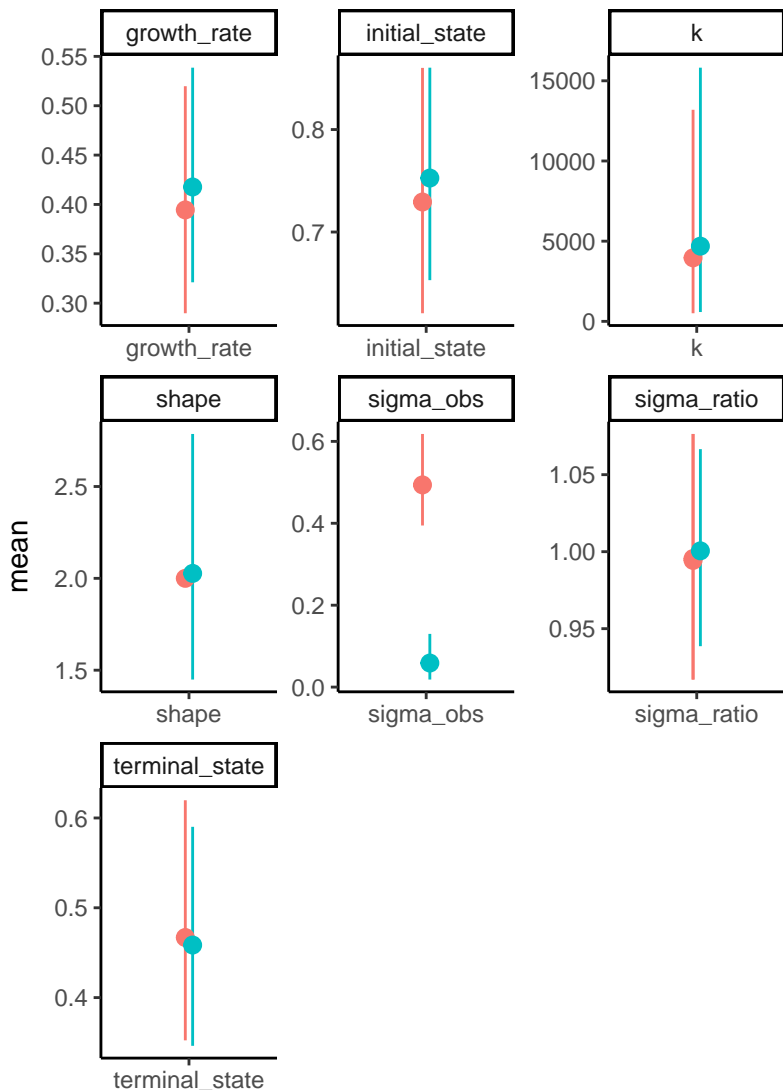 growth_rate
initial_state
k
0.55
0.50
0.45
0.40
0.35
0.30
0.8
0.7
15000
10000
5000
0
growth_rate
initial_state
k
shape
sigma_obs
sigma_ratio
mean
2.5
2.0
1.5
0.6
0.4
0.2
0.0
1.05
1.00
0.95
shape
sigma_obs
sigma_ratio
terminal_state
0.6
0.5
0.4
terminal_state